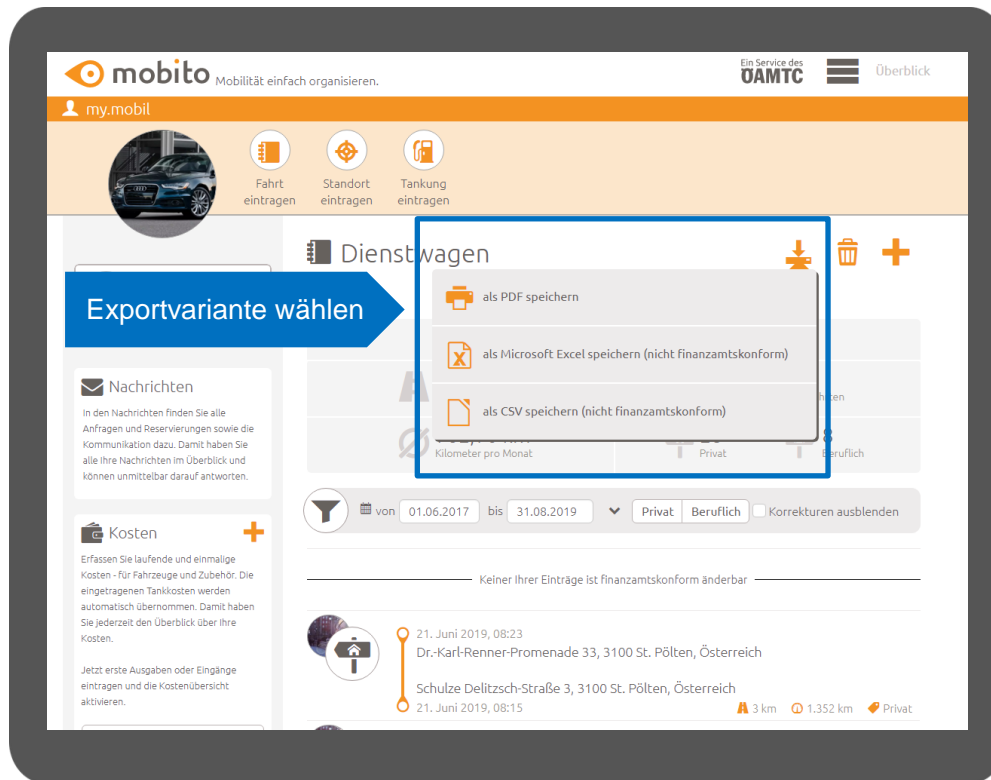 mobito Mobilität einfach organisieren.
Ein Service des
ÖAMTC
Überblick
my.mobil
Fahrt
eintragen
Standort
eintragen
Tankung
eintragen
Dienstwagen
Exportvariante wählen
als PDF speichern
als Microsoft Excel speichern (nicht finanzamtskonform)
als CSV speichern (nicht finanzamtskonform)
Kilometer pro Monat
Privat
8
Beruflich
Nachrichten
In den Nachrichten finden Sie alle
Anfragen und Reservierungen sowie die
Kommunikation dazu. Damit haben Sie
alle Ihre Nachrichten im Überblick und
können unmittelbar darauf antworten.
von 01.06.2017 bis 31.08.2019 Privat Beruflich Korrekturen ausblenden
Kosten
Erfassen Sie laufende und einmalige
Kosten - für Fahrzeuge und Zubehör. Die
eingetragenen Tankkosten werden
automatisch übernommen. Damit haben
Sie jederzeit den Überblick über Ihre
Kosten.
Jetzt erste Ausgaben oder Eingänge
eintragen und die Kostenübersicht
aktivieren.
Keiner Ihrer Einträge ist finanzamtskonform änderbar
21. Juni 2019, 08:23
Dr.-Karl-Renner-Promenade 33, 3100 St. Pölten, Österreich
Schulze Delitzsch-Straße 3, 3100 St. Pölten, Österreich
21. Juni 2019, 08:15
3 km 1.352 km Privat